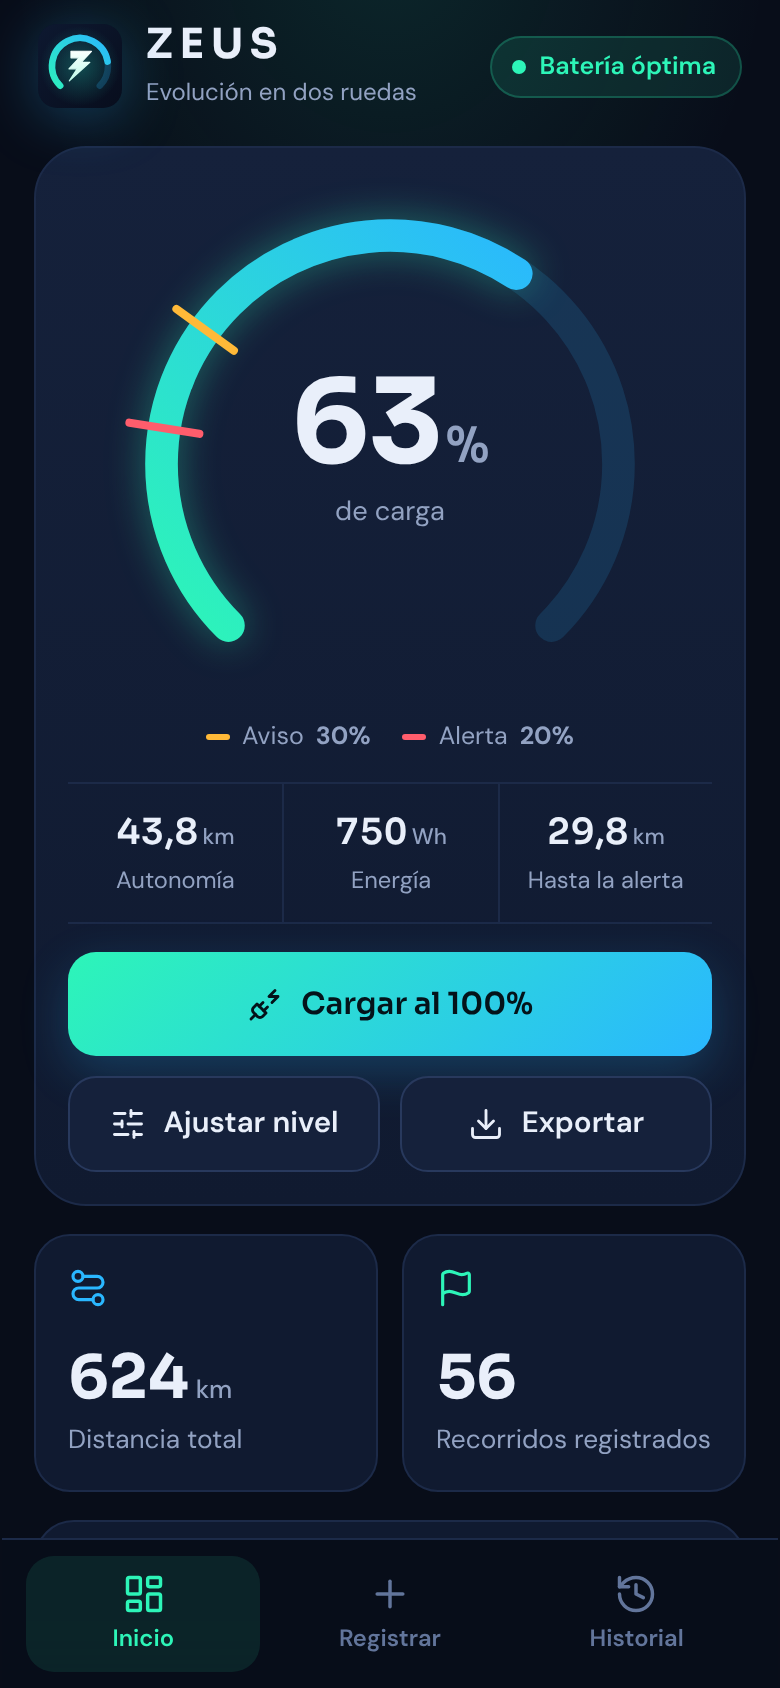 ZEUS
Evolución en dos ruedas
Batería óptima
63%
de carga
Aviso 30% Alerta 20%
43,8 km 750 Wh 29,8 km
Autonomía Energía Hasta la alerta
Cargar al 100%
Ajustar nivel Exportar
624 km
Distancia total
56
Recorridos registrados
Inicio Registrar Historial